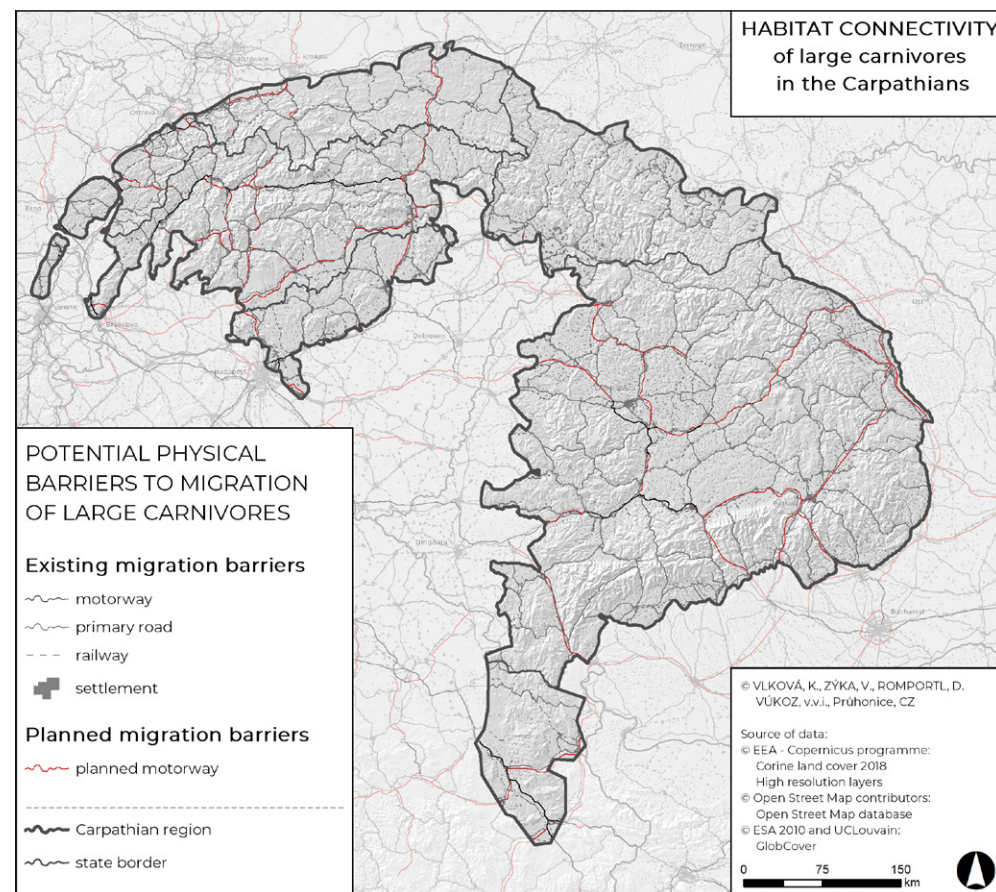 HABITAT CONNECTIVITY
of large carnivores
in the Carpathians
Krakow
Ostrava
Debrecen
Budapest
Timișoara
Bucharest
POTENTIAL PHYSICAL
BARRIERS TO MIGRATION
OF LARGE CARNIVORES
Existing migration barriers
motorway
primary road
railway
settlement
Planned migration barriers
planned motorway
Carpathian region
state border
© VLKOVÁ, K., ZÝKA, V., ROMPORTL, D.
VÚKOZ, v.v.i., Průhonice, CZ
Source of data:
© EEA - Copernicus programme:
Corine land cover 2018
High resolution layers
© Open Street Map contributors:
Open Street Map database
© ESA 2010 and UCLouvain:
GlobCover
0 75 150
km